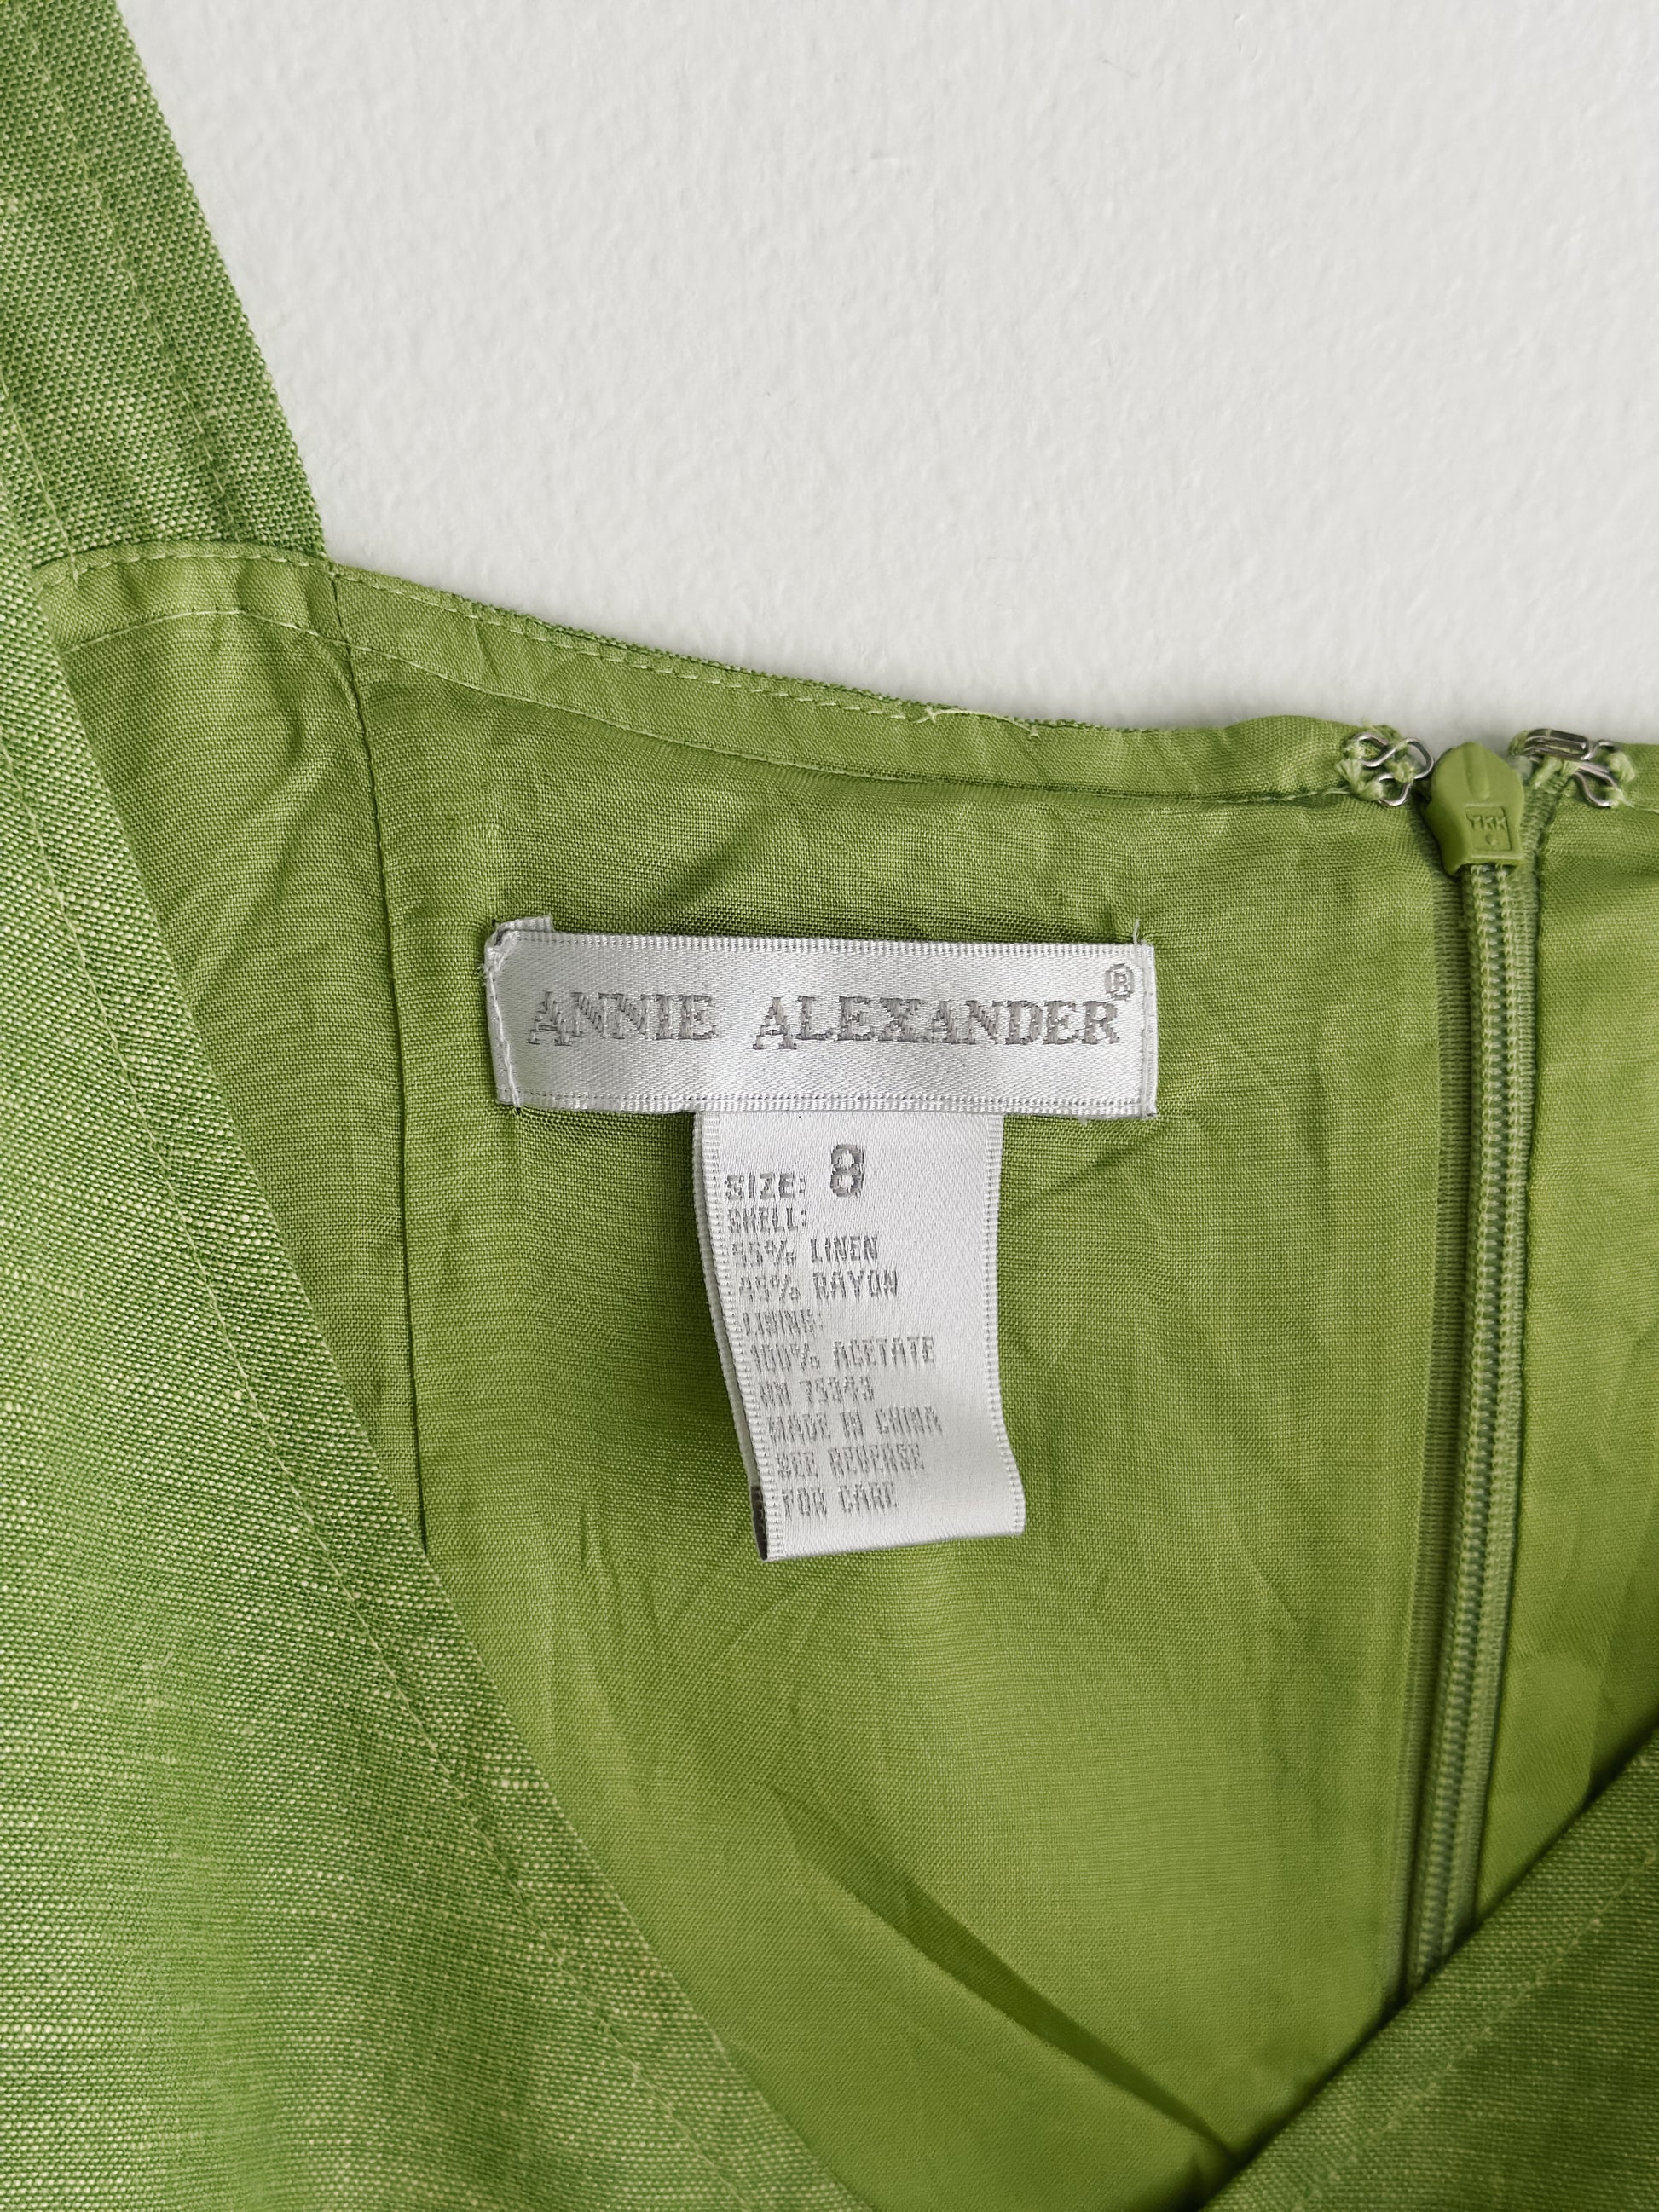 ANNIE ALEXANDER®
SIZE: 8
SHELL:
55% LINEN
45% RAYON
LINING:
100% ACETATE
RN 75343
MADE IN CHINA
SEE REVERSE
FOR CARE